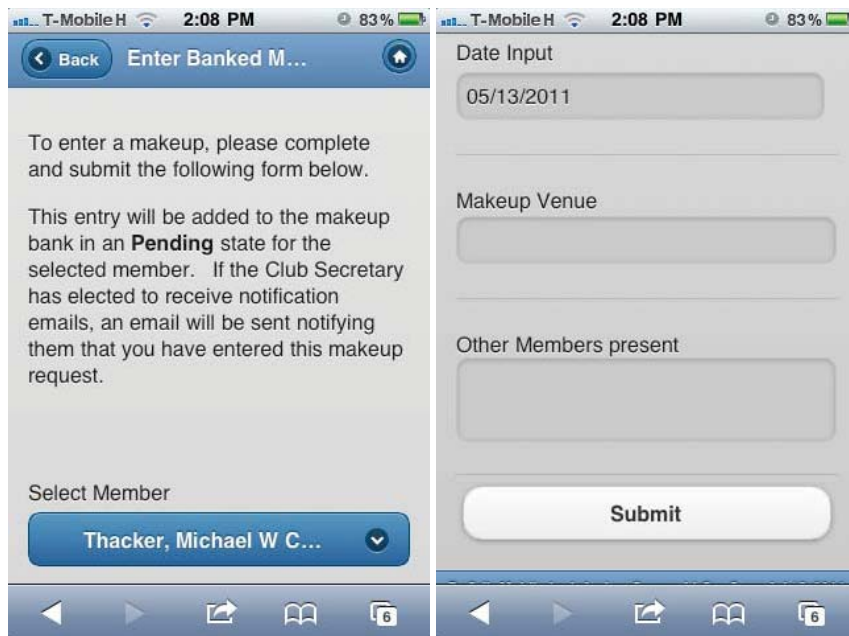 T-Mobile H 2:08 PM 83%
Back Enter Banked M...
To enter a makeup, please complete
and submit the following form below.
This entry will be added to the makeup
bank in an Pending state for the
selected member. If the Club Secretary
has elected to receive notification
emails, an email will be sent notifying
them that you have entered this makeup
request.
Select Member
Thacker, Michael W C...
6
T-Mobile H 2:08 PM 83%
Date Input
05/13/2011
Makeup Venue
Other Members present
Submit
6